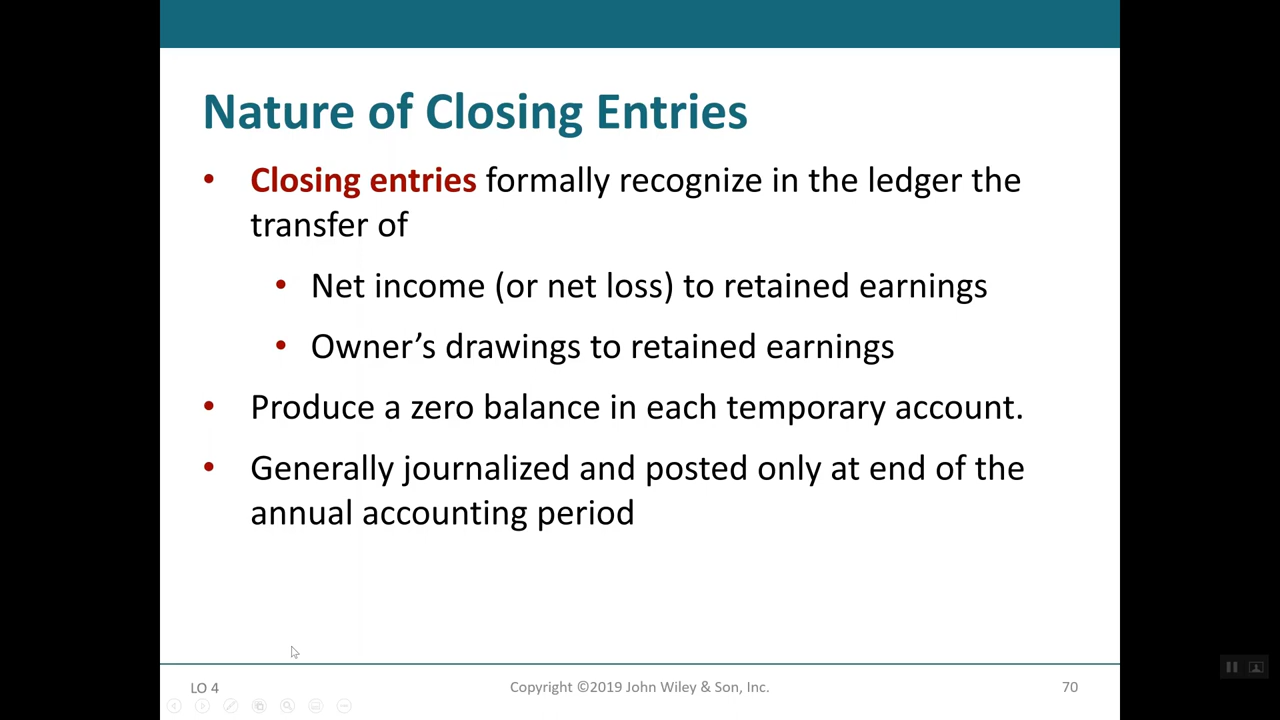 Nature of Closing Entries
• Closing entries formally recognize in the ledger the
transfer of
• Net income (or net loss) to retained earnings
• Owner’s drawings to retained earnings
• Produce a zero balance in each temporary account.
• Generally journalized and posted only at end of the
annual accounting period
LO 4
Copyright ©2019 John Wiley & Son, Inc.
70